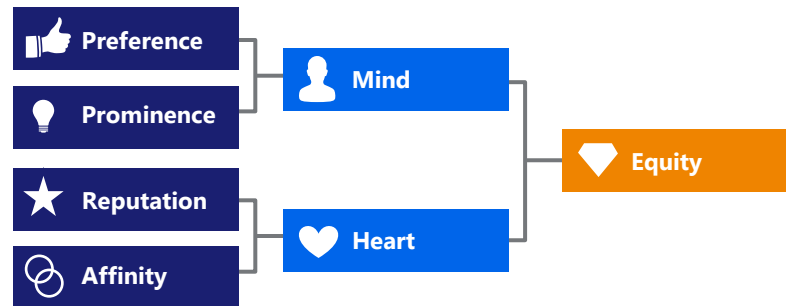 Preference
Prominence
Mind
Reputation
Affinity
Heart
Equity